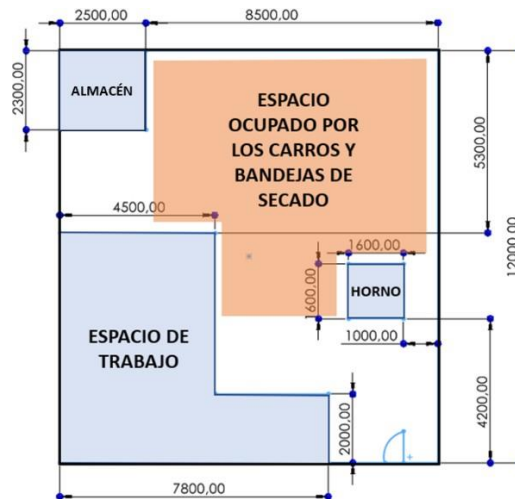 2500,00
8500,00
2300,00
ALMACÉN
ESPACIO
OCUPADO POR
LOS CARROS Y
BANDEJAS DE
SECADO
5300,00
12000,00
4500,00
1600,00
1600,00
HORNO
ESPACIO DE
TRABAJO
1000,00
4200,00
2000,00
7800,00